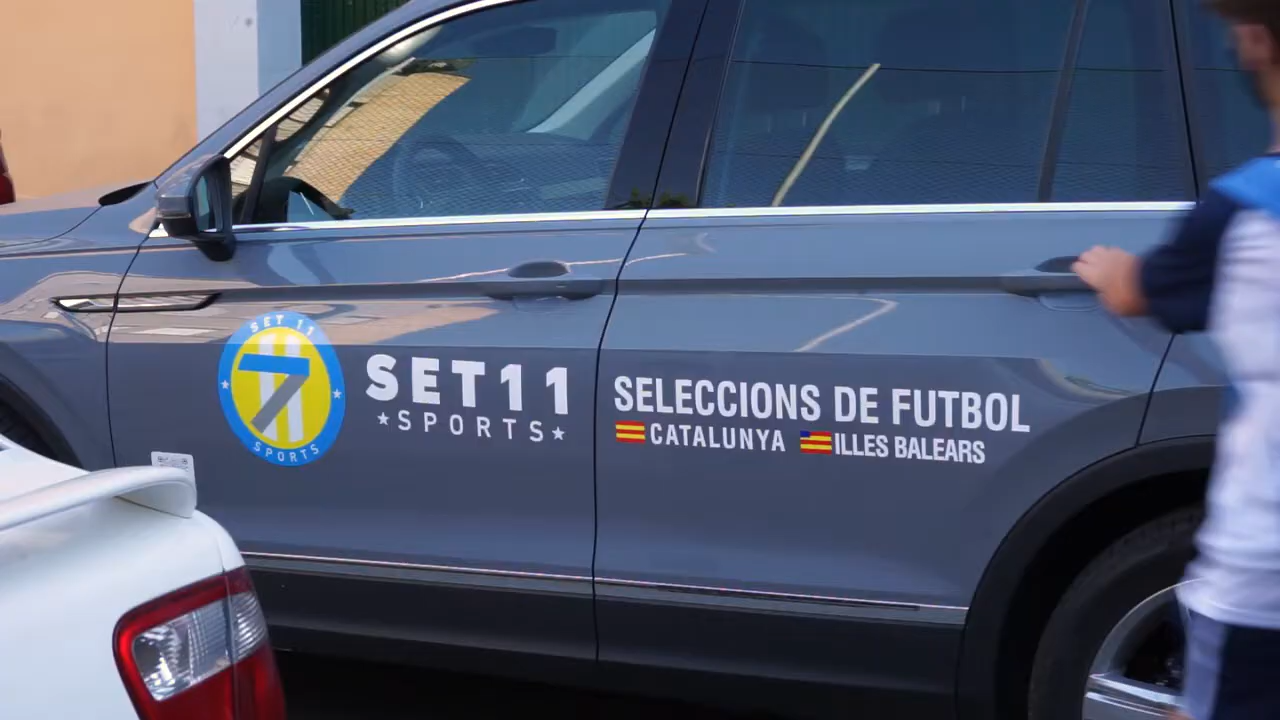 SET 11
7
SPORTS
SET11
★SPORTS★
SELECCIONS DE FUTBOL
CATALUNYA ILLES BALEARS